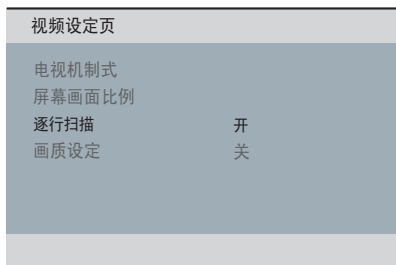 视频设定页
电视机制式
屏幕画面比例
逐行扫描 开
画质设定 关